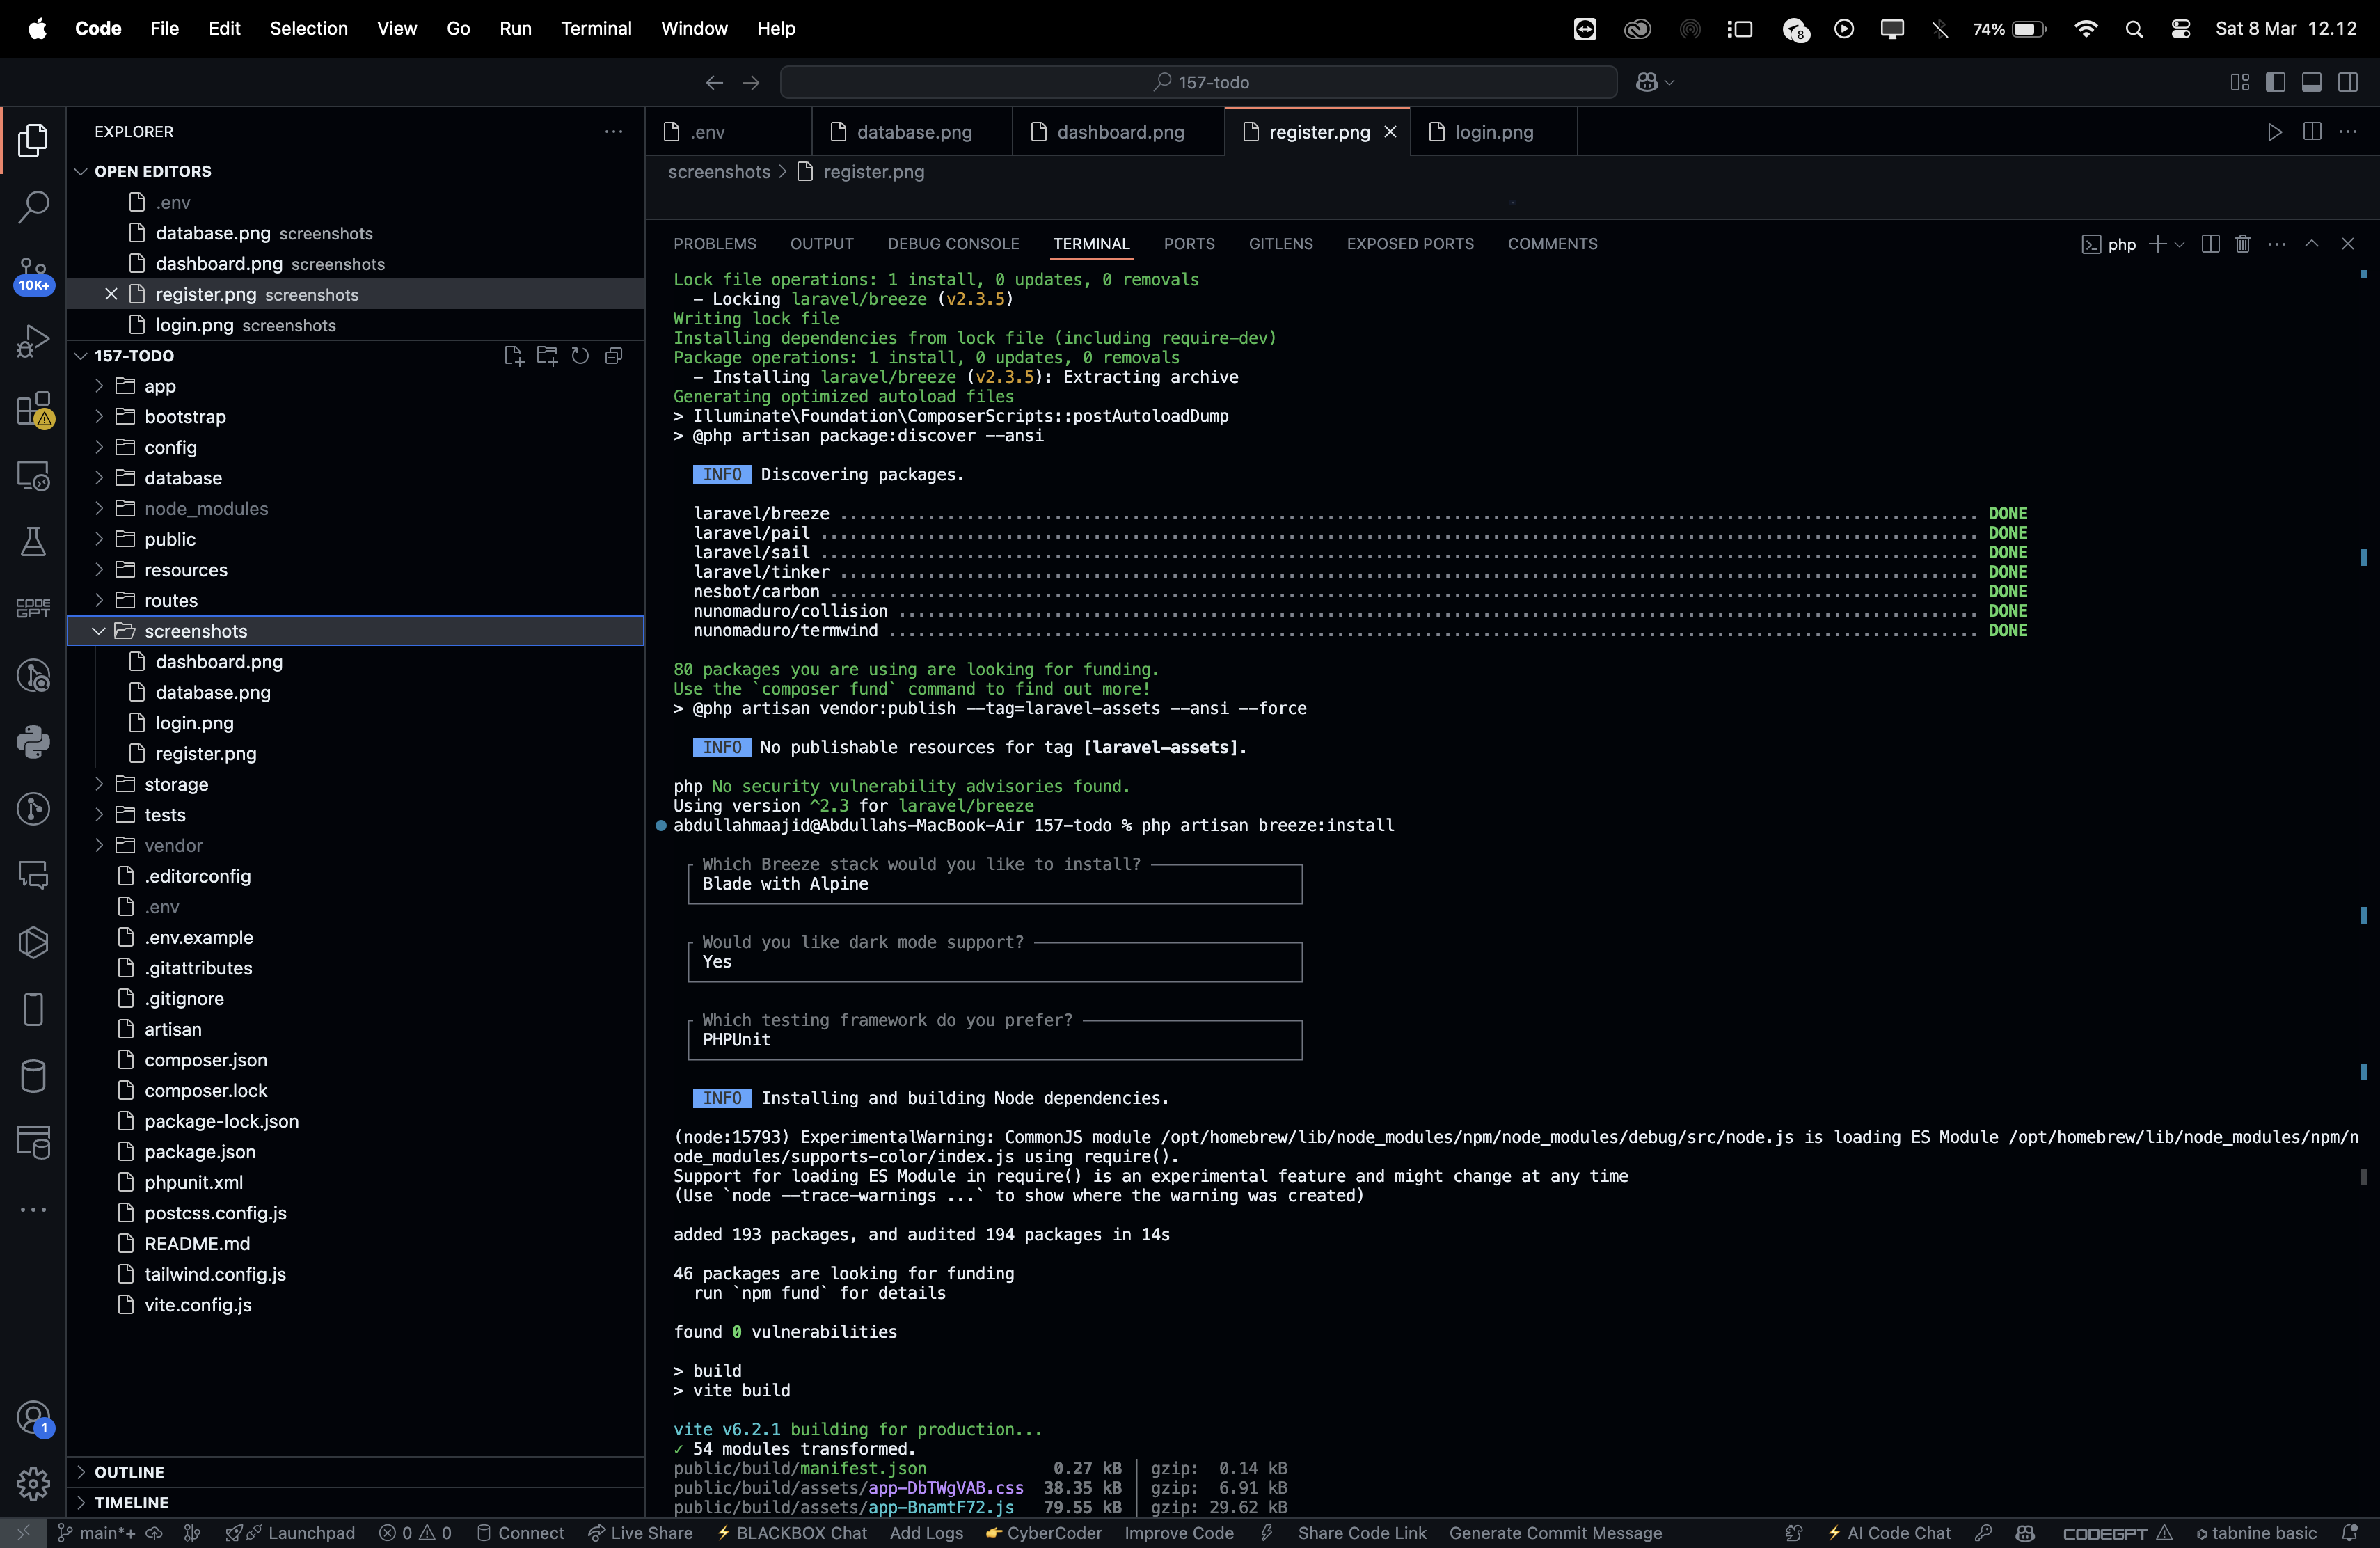 Code File Edit Selection View Go Run Terminal Window Help 8 74% Sat 8 Mar 12.12
157-todo
EXPLORER
OPEN EDITORS
.env
database.png screenshots
dashboard.png screenshots
register.png screenshots
login.png screenshots
10K+
157-TODO
app
bootstrap
config
database
node_modules
public
resources
routes
screenshots
dashboard.png
database.png
login.png
register.png
storage
tests
vendor
.editorconfig
.env
.env.example
.gitattributes
.gitignore
artisan
composer.json
composer.lock
package-lock.json
package.json
phpunit.xml
postcss.config.js
README.md
tailwind.config.js
vite.config.js
OUTLINE
TIMELINE
CODE
GPT
1
.env database.png dashboard.png register.png login.png
screenshots > register.png
PROBLEMS OUTPUT DEBUG CONSOLE TERMINAL PORTS GITLENS EXPOSED PORTS COMMENTS php
Lock file operations: 1 install, 0 updates, 0 removals
- Locking laravel/breeze (v2.3.5)
Writing lock file
Installing dependencies from lock file (including require-dev)
Package operations: 1 install, 0 updates, 0 removals
- Installing laravel/breeze (v2.3.5): Extracting archive
Generating optimized autoload files
> Illuminate\Foundation\ComposerScripts::postAutoloadDump
> @php artisan package:discover --ansi
INFO Discovering packages.
laravel/breeze ........ DONE
laravel/pail ........ DONE
laravel/sail ........ DONE
laravel/tinker ........ DONE
nesbot/carbon ........ DONE
nunomaduro/collision ........ DONE
nunomaduro/termwind ........ DONE
80 packages you are using are looking for funding.
Use the `composer fund` command to find out more!
> @php artisan vendor:publish --tag=laravel-assets --ansi --force
INFO No publishable resources for tag [laravel-assets].
php No security vulnerability advisories found.
Using version ^2.3 for laravel/breeze
abdullahmaajid@Abdullahs-MacBook-Air 157-todo % php artisan breeze:install
Which Breeze stack would you like to install?
Blade with Alpine
Would you like dark mode support?
Yes
Which testing framework do you prefer?
PHPUnit
INFO Installing and building Node dependencies.
(node:15793) ExperimentalWarning: CommonJS module /opt/homebrew/lib/node_modules/npm/node_modules/debug/src/node.js is loading ES Module /opt/homebrew/lib/node_modules/npm/n
ode_modules/supports-color/index.js using require().
Support for loading ES Module in require() is an experimental feature and might change at any time
(Use `node --trace-warnings ...` to show where the warning was created)
added 193 packages, and audited 194 packages in 14s
46 packages are looking for funding
run `npm fund` for details
found 0 vulnerabilities
> build
> vite build
vite v6.2.1 building for production...
✓ 54 modules transformed.
public/build/manifest.json 0.27 kB │ gzip: 0.14 kB
public/build/assets/app-DbTWgVAB.css 38.35 kB │ gzip: 6.91 kB
public/build/assets/app-BnamtF72.js 79.55 kB │ gzip: 29.62 kB
main*+ Launchpad 0 0 Connect Live Share BLACKBOX Chat Add Logs CyberCoder Improve Code Share Code Link Generate Commit Message AI Code Chat CODEGPT tabnine basic